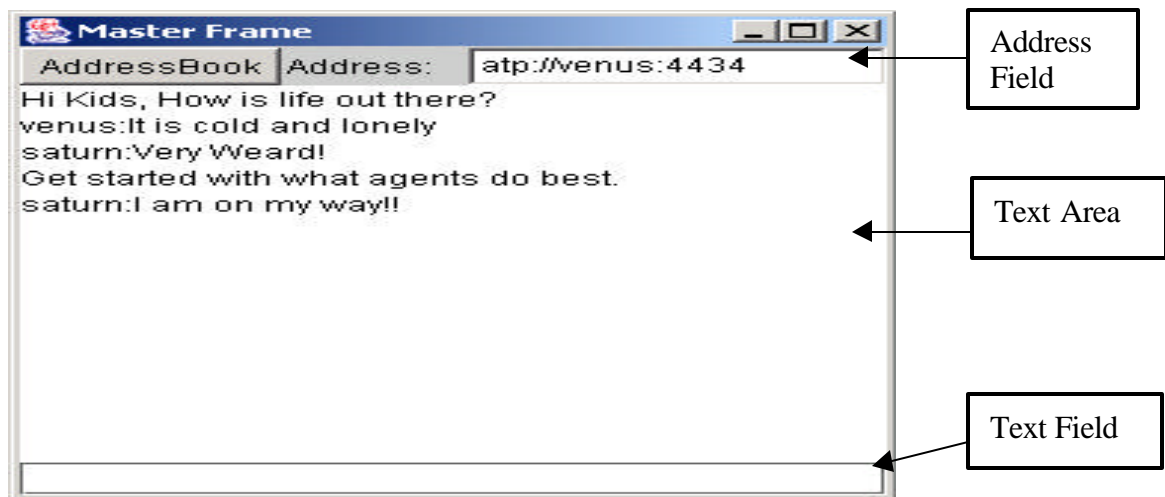 Master Frame
AddressBook Address: atp://venus:4434
Hi Kids, How is life out there?
venus:It is cold and lonely
saturn:Very Weard!
Get started with what agents do best.
saturn:I am on my way!!
Address
Field
Text Area
Text Field